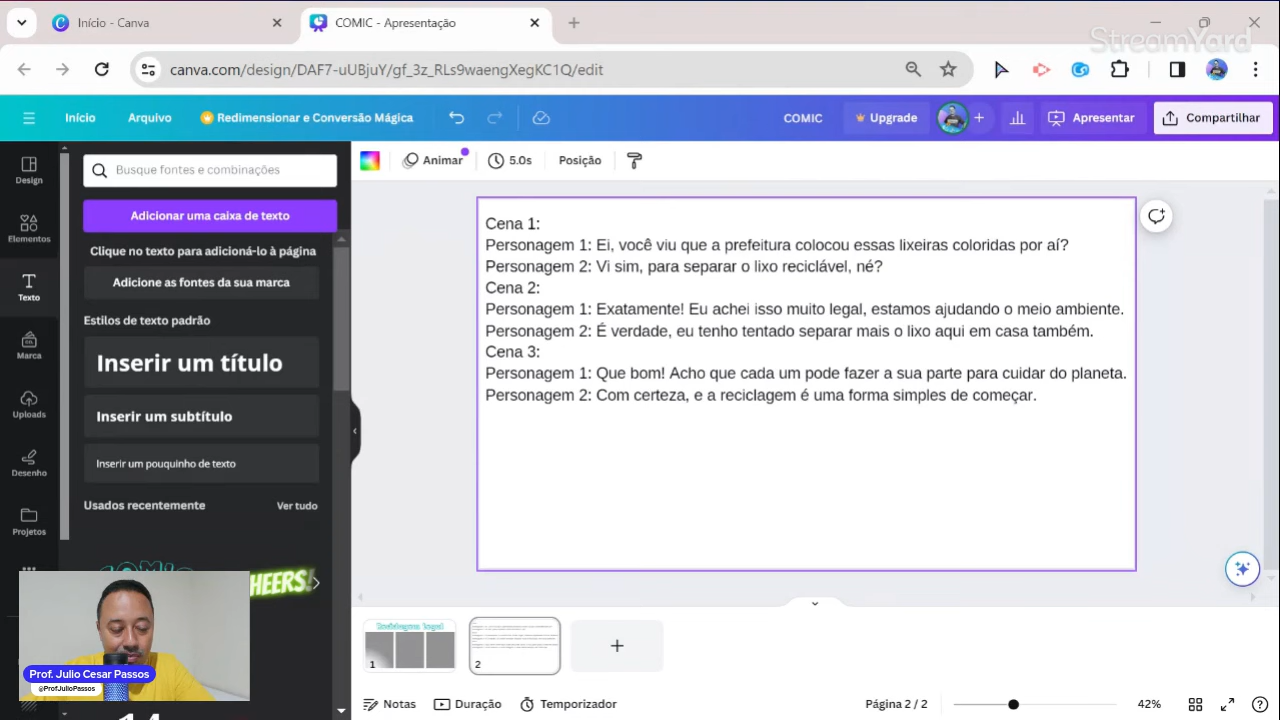 Início - Canva
COMIC - Apresentação
StreamYard
canva.com/design/DAF7-uUBjuY/gf_3z_RLs9waengXegKC1Q/edit
Início
Arquivo
Redimensionar e Conversão Mágica
COMIC
Upgrade
Apresentar
Compartilhar
Design
Elementos
Texto
Marca
Uploads
Desenho
Projetos
Busque fontes e combinações
Adicionar uma caixa de texto
Clique no texto para adicioná-lo à página
Adicione as fontes da sua marca
Estilos de texto padrão
Inserir um título
Inserir um subtítulo
Inserir um pouquinho de texto
Usados recentemente
Ver tudo
COMIC
CHEERS!
Animar
5.0s
Posição
Cena 1:
Personagem 1: Ei, você viu que a prefeitura colocou essas lixeiras coloridas por aí?
Personagem 2: Vi sim, para separar o lixo reciclável, né?
Cena 2:
Personagem 1: Exatamente! Eu achei isso muito legal, estamos ajudando o meio ambiente.
Personagem 2: É verdade, eu tenho tentado separar mais o lixo aqui em casa também.
Cena 3:
Personagem 1: Que bom! Acho que cada um pode fazer a sua parte para cuidar do planeta.
Personagem 2: Com certeza, e a reciclagem é uma forma simples de começar.
1
2
Prof. Julio Cesar Passos
@ProfJulioPassos
Notas
Duração
Temporizador
Página 2 / 2
42%